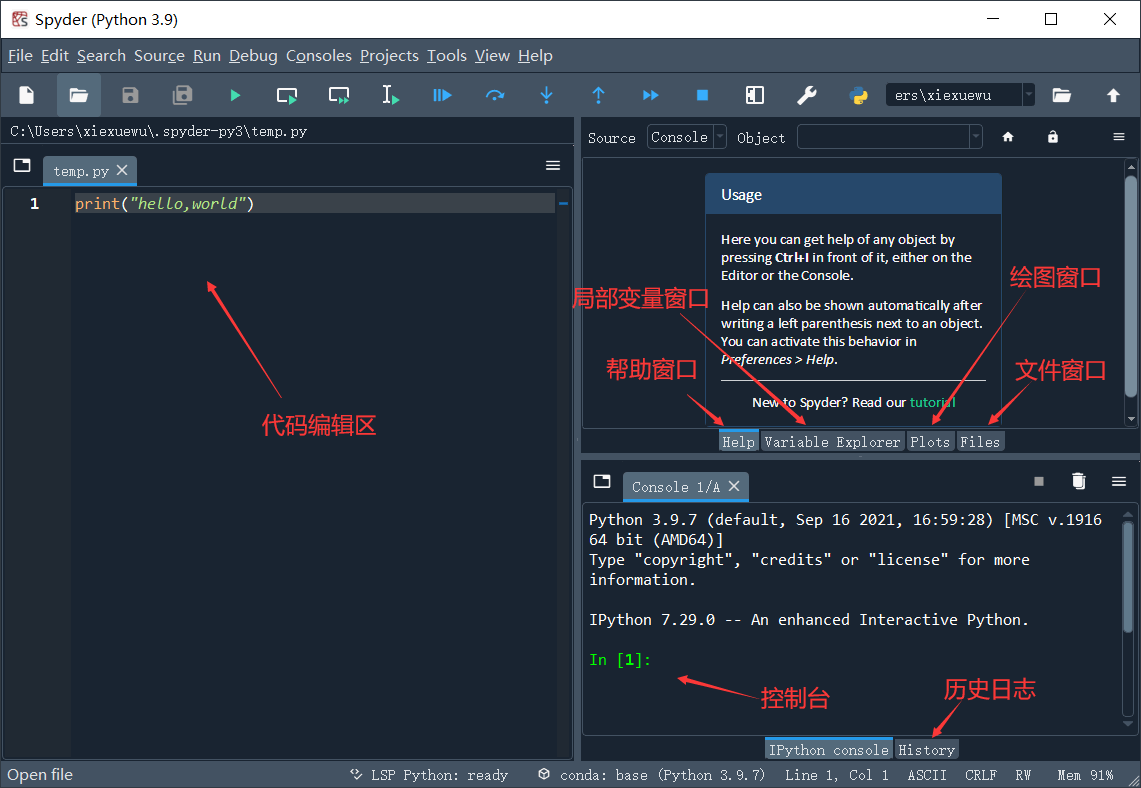 Spyder (Python 3.9)
File Edit Search Source Run Debug Consoles Projects Tools View Help
ers\xiexuewu
C:\Users\xiexuewu\.spyder-py3\temp.py
temp.py
1 print("hello,world")
代码编辑区
Source Console Object
Usage
Here you can get help of any object by
pressing Ctrl+I in front of it, either on the
Editor or the Console.
Help can also be shown automatically after
writing a left parenthesis next to an object.
You can activate this behavior in
Preferences > Help.
New to Spyder? Read our tutorial
局部变量窗口
绘图窗口
帮助窗口
文件窗口
Help Variable Explorer Plots Files
Console 1/A
Python 3.9.7 (default, Sep 16 2021, 16:59:28) [MSC v.1916
64 bit (AMD64)]
Type "copyright", "credits" or "license" for more
information.
IPython 7.29.0 -- An enhanced Interactive Python.
In [1]:
控制台
历史日志
IPython console History
Open file LSP Python: ready conda: base (Python 3.9.7) Line 1, Col 1 ASCII CRLF RW Mem 91%